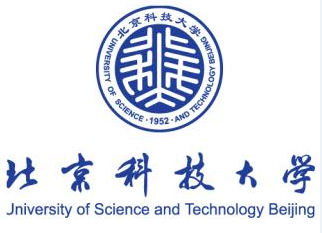 北京科技大学
UNIVERSITY OF SCIENCE · 1952 · AND TECHNOLOGY BEIJING
北京科技大学
University of Science and Technology Beijing